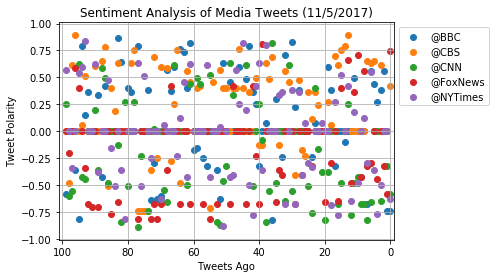 Sentiment Analysis of Media Tweets (11/5/2017)
1.00
0.75
0.50
0.25
0.00
−0.25
−0.50
−0.75
−1.00
Tweet Polarity
100
80
60
40
20
0
Tweets Ago
@BBC
@CBS
@CNN
@FoxNews
@NYTimes